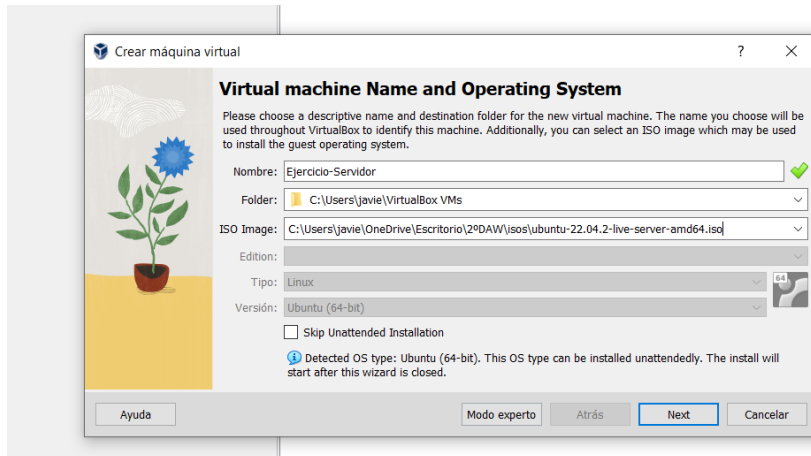 Crear máquina virtual
Virtual machine Name and Operating System
Please choose a descriptive name and destination folder for the new virtual machine. The name you choose will be
used throughout VirtualBox to identify this machine. Additionally, you can select an ISO image which may be used
to install the guest operating system.
Nombre: Ejercicio-Servidor
Folder: C:\Users\javie\VirtualBox VMs
ISO Image: C:\Users\javie\OneDrive\Escritorio\2ºDAW\isos\ubuntu-22.04.2-live-server-amd64.iso
Edition:
Tipo: Linux
64
Versión: Ubuntu (64-bit)
Skip Unattended Installation
Detected OS type: Ubuntu (64-bit). This OS type can be installed unattendedly. The install will
start after this wizard is closed.
Ayuda Modo experto Atrás Next Cancelar